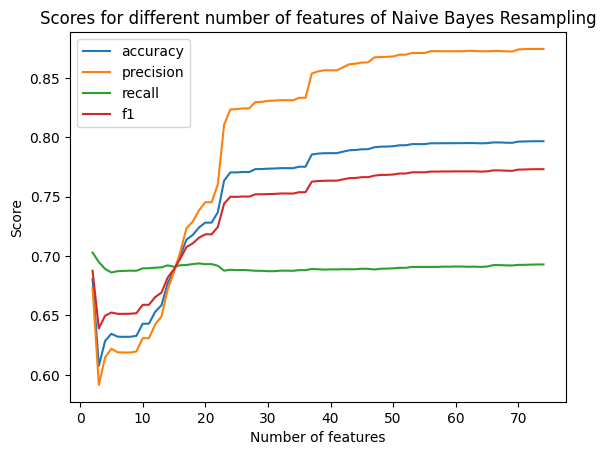 Scores for different number of features of Naive Bayes Resampling
accuracy
precision
recall
f1
0.85
0.80
0.75
0.70
0.65
0.60
Score
0
10
20
30
40
50
60
70
Number of features